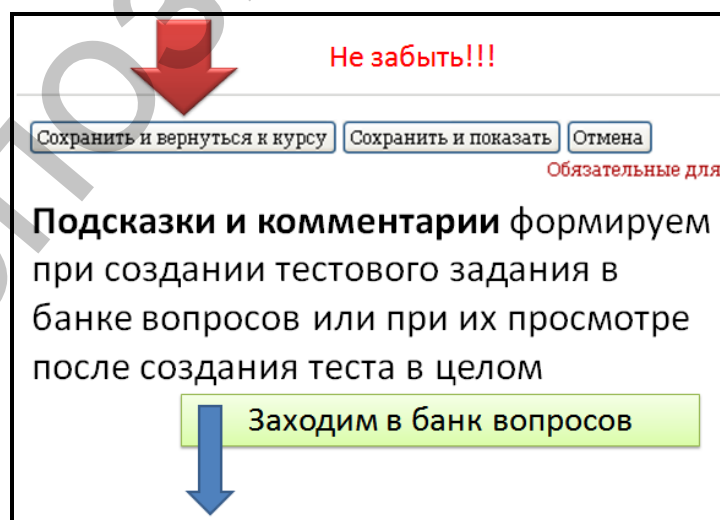 Не забыть!!!
Сохранить и вернуться к курсу Сохранить и показать Отмена
Обязательные для
Подсказки и комментарии формируем
при создании тестового задания в
банке вопросов или при их просмотре
после создания теста в целом
Заходим в банк вопросов